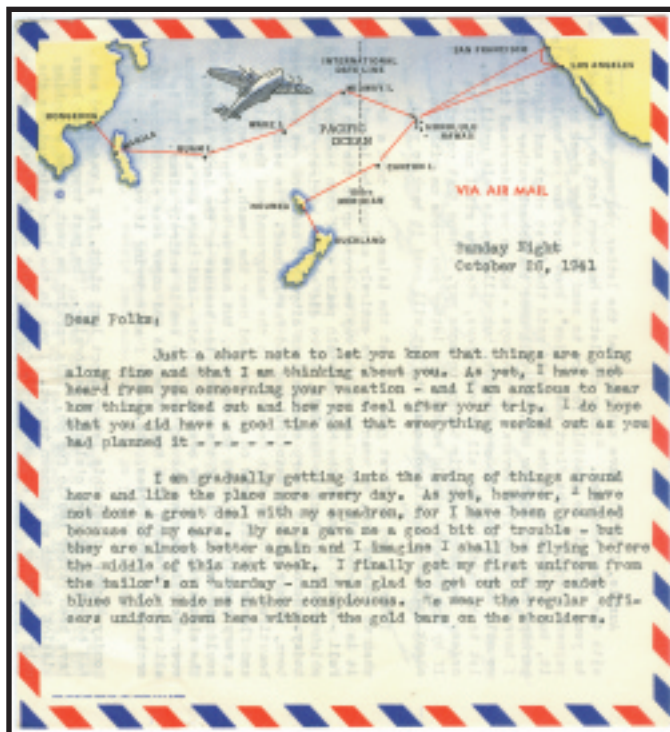 SAN FRANCISCO
INTERNATIONAL
DATE LINE
LOS ANGELES
HONGKONG
MIDWAY I.
WAKE I.
HONOLULU
HAWAII
MANILA
GUAM I.
PACIFIC
OCEAN
CANTON I.
180TH
MERIDIAN
VIA AIR MAIL
NOUMEA
AUCKLAND
Sunday Night
October 26, 1941
Dear Folks:
Just a short note to let you know that things are going
along fine and that I am thinking about you. As yet, I have not
heard from you concerning your vacation - and I am anxious to hear
how things worked out and how you feel after your trip. I do hope
that you did have a good time and that everything worked out as you
had planned it - - - - - -
I am gradually getting into the swing of things around
here and like the place more every day. As yet, however, I have
not done a great deal with my squadron, for I have been grounded
because of my ears. My ears gave me a good bit of trouble - but
they are almost better again and I imagine I shall be flying before
the middle of this next week. I finally got my first uniform from
the tailor's on Saturday - and was glad to get out of my cadet
blues which made me rather conspicuous. We wear the regular offi-
cers uniform down here without the gold bars on the shoulders.